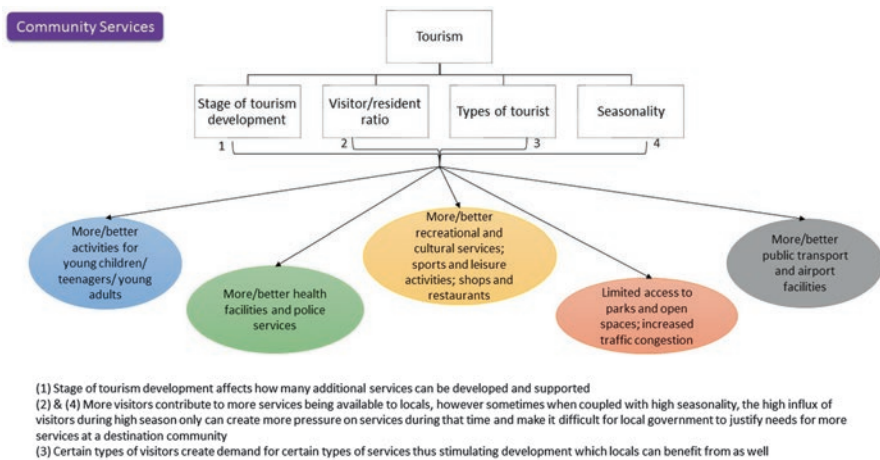 Community Services
Tourism
Stage of tourism
development
Visitor/resident
ratio
Types of tourist
Seasonality
1
2
3
4
More/better
activities for
young children/
teenagers/ young
adults
More/better health
facilities and police
services
More/better
recreational and
cultural services;
sports and leisure
activities; shops and
restaurants
Limited access to
parks and open
spaces; increased
traffic congestion
More/better
public transport
and airport
facilities
(1) Stage of tourism development affects how many additional services can be developed and supported
(2) & (4) More visitors contribute to more services being available to locals, however sometimes when coupled with high seasonality, the high influx of
visitors during high season only can create more pressure on services during that time and make it difficult for local government to justify needs for more
services at a destination community
(3) Certain types of visitors create demand for certain types of services thus stimulating development which locals can benefit from as well